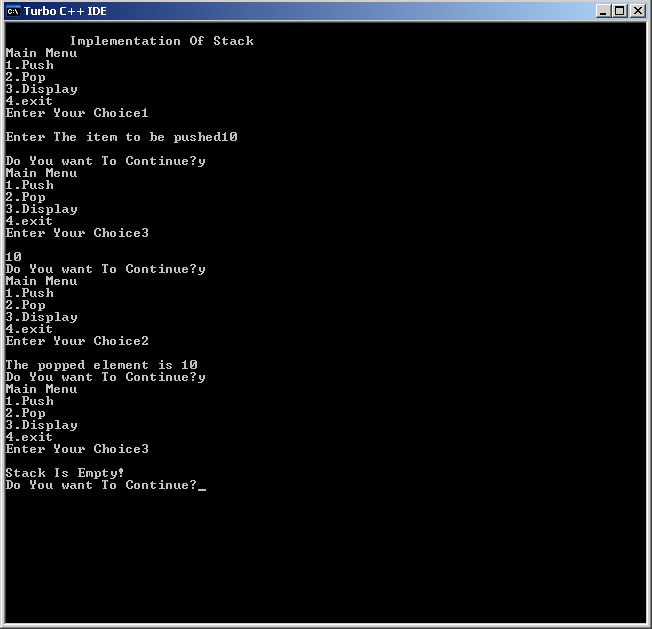 Turbo C++ IDE
Implementation Of Stack
Main Menu
1.Push
2.Pop
3.Display
4.exit
Enter Your Choice1
Enter The item to be pushed10
Do You want To Continue?y
Main Menu
1.Push
2.Pop
3.Display
4.exit
Enter Your Choice3
10
Do You want To Continue?y
Main Menu
1.Push
2.Pop
3.Display
4.exit
Enter Your Choice2
The popped element is 10
Do You want To Continue?y
Main Menu
1.Push
2.Pop
3.Display
4.exit
Enter Your Choice3
Stack Is Empty!
Do You want To Continue?_